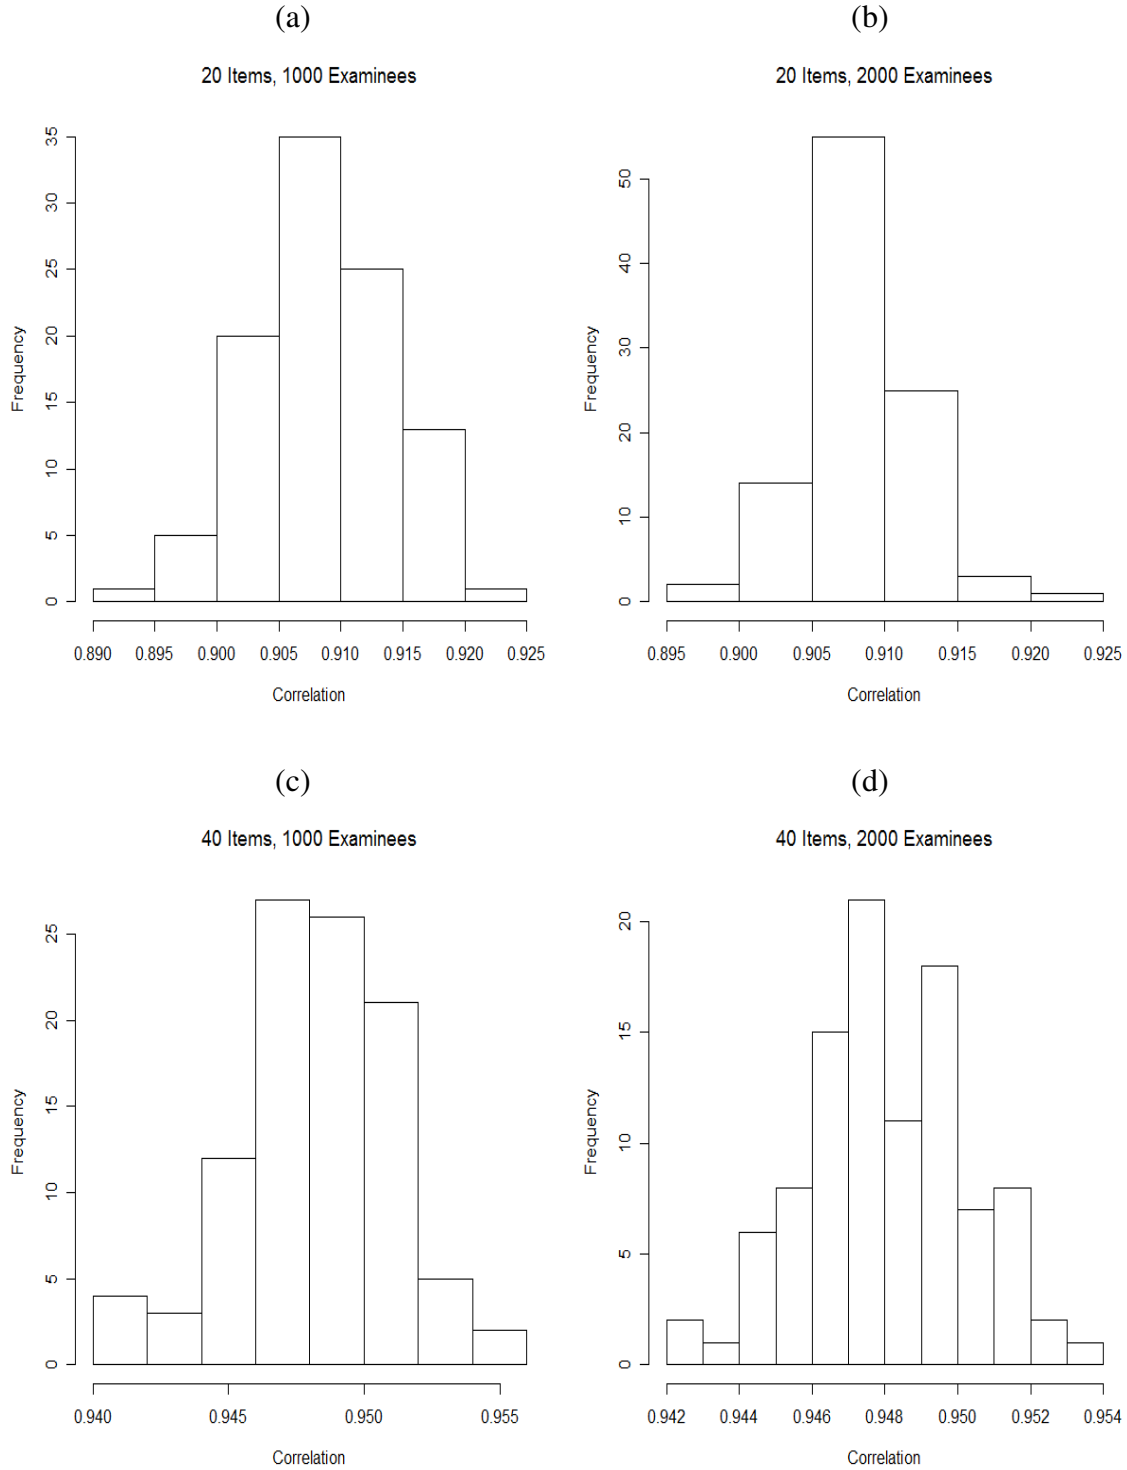 (a)
20 Items, 1000 Examinees
35
30
25
20
15
10
5
0
Frequency
0.890 0.895 0.900 0.905 0.910 0.915 0.920 0.925
Correlation
(b)
20 Items, 2000 Examinees
50
40
30
20
10
0
Frequency
0.895 0.900 0.905 0.910 0.915 0.920 0.925
Correlation
(c)
40 Items, 1000 Examinees
25
20
15
10
5
0
Frequency
0.940 0.945 0.950 0.955
Correlation
(d)
40 Items, 2000 Examinees
20
15
10
5
0
Frequency
0.942 0.944 0.946 0.948 0.950 0.952 0.954
Correlation